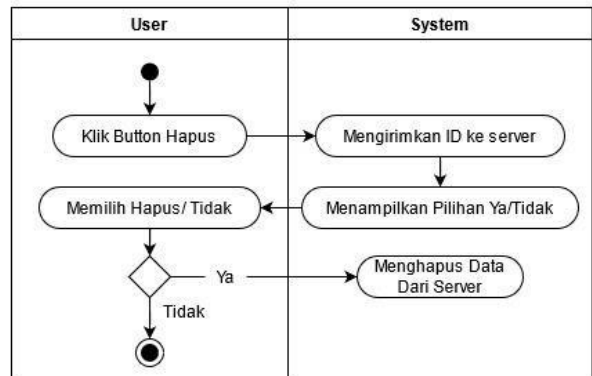 User
System
Klik Button Hapus
Mengirimkan ID ke server
Memilih Hapus/ Tidak
Menampilkan Pilihan Ya/Tidak
Ya
Menghapus Data
Dari Server
Tidak